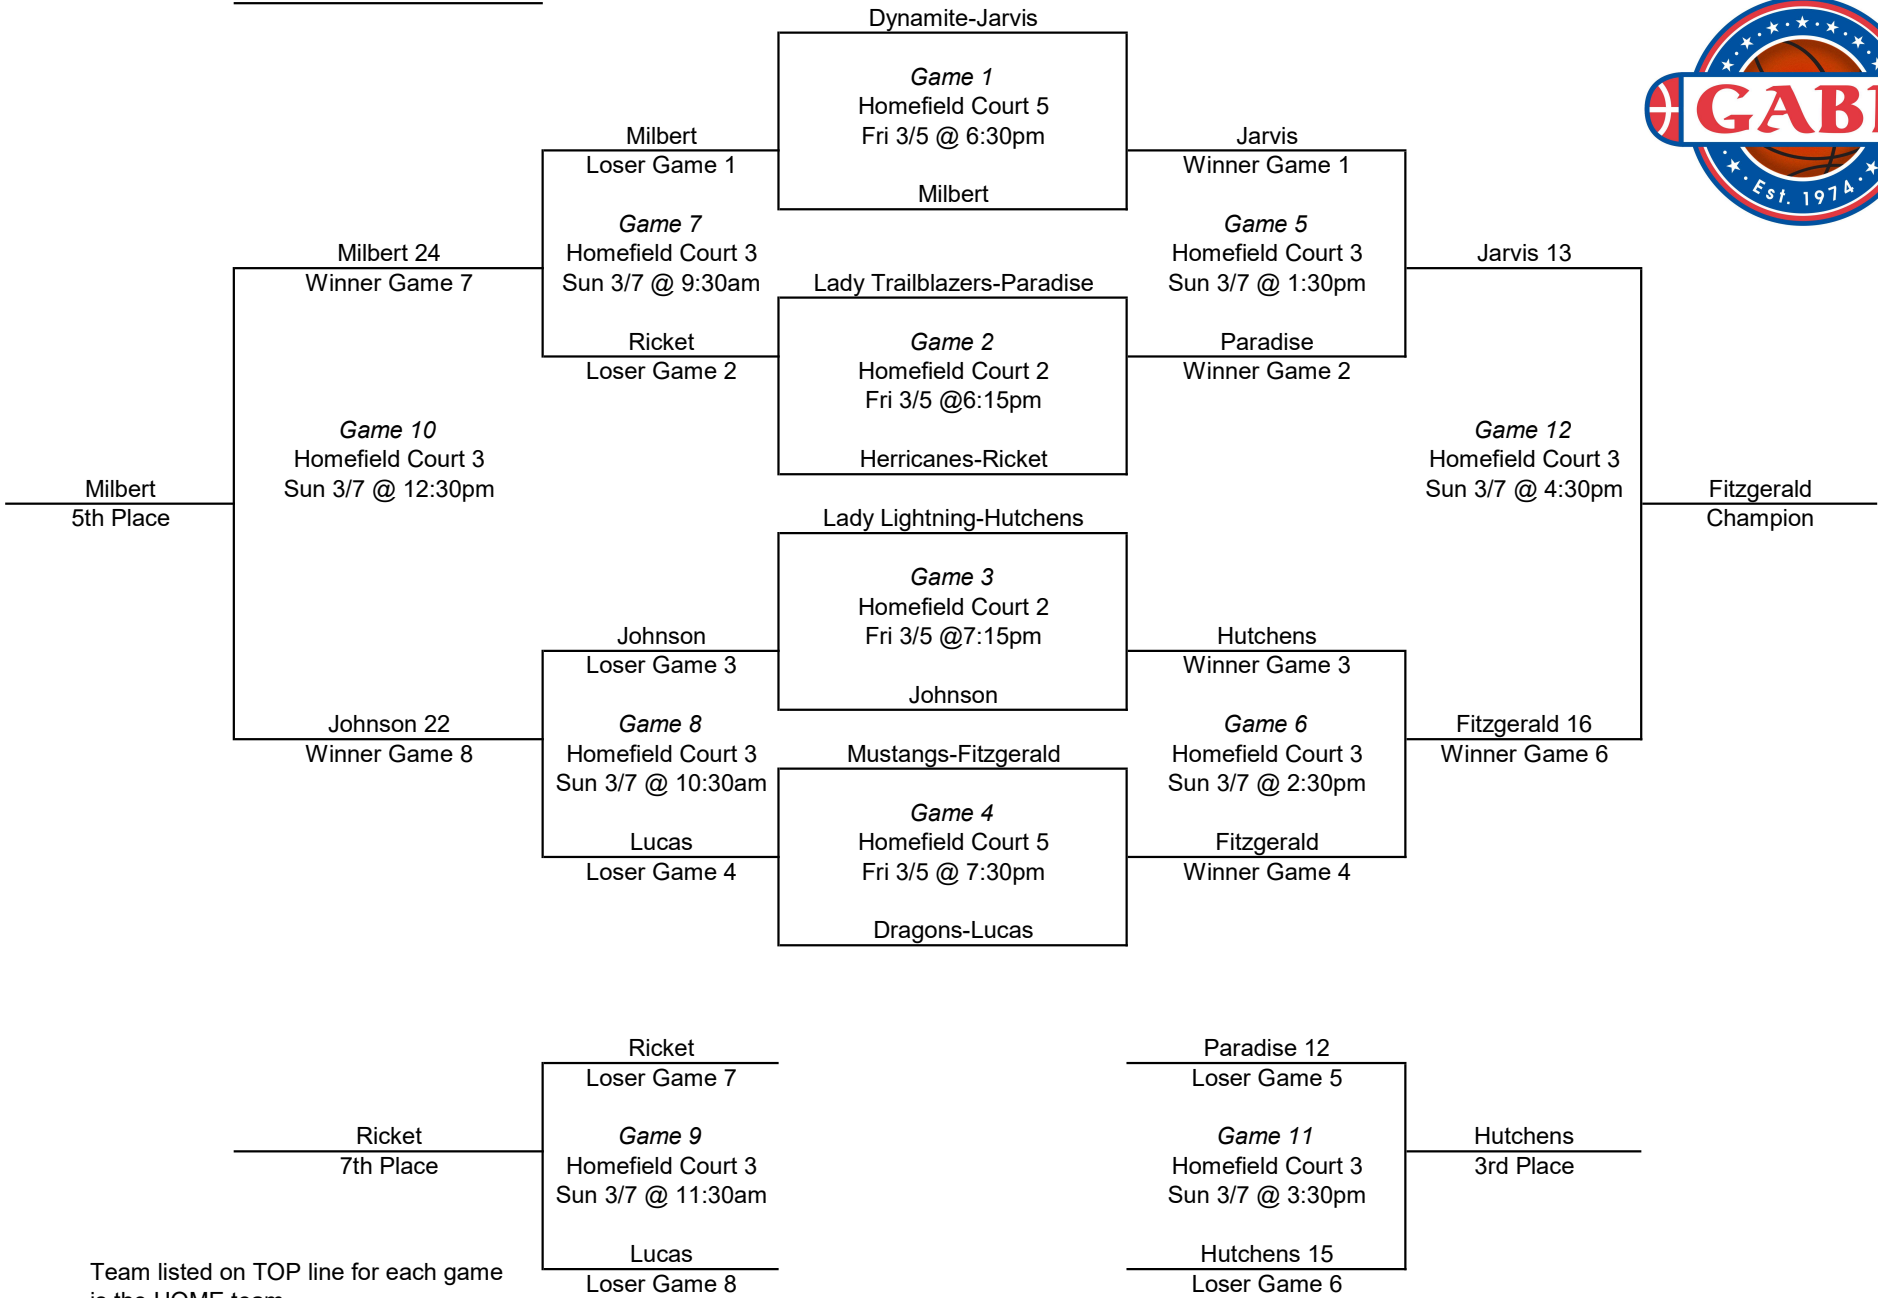 Dynamite-Jarvis
Game 1
Homefield Court 5
Fri 3/5 @ 6:30pm
Milbert
Milbert
Loser Game 1
Jarvis
Winner Game 1
Game 7
Homefield Court 3
Sun 3/7 @ 9:30am
Game 5
Homefield Court 3
Sun 3/7 @ 1:30pm
Milbert 24
Winner Game 7
Jarvis 13
Lady Trailblazers-Paradise
Game 2
Homefield Court 2
Fri 3/5 @6:15pm
Herricanes-Ricket
Ricket
Loser Game 2
Paradise
Winner Game 2
Game 10
Homefield Court 3
Sun 3/7 @ 12:30pm
Game 12
Homefield Court 3
Sun 3/7 @ 4:30pm
Milbert
5th Place
Fitzgerald
Champion
Lady Lightning-Hutchens
Game 3
Homefield Court 2
Fri 3/5 @7:15pm
Johnson
Johnson
Loser Game 3
Hutchens
Winner Game 3
Johnson 22
Winner Game 8
Game 8
Homefield Court 3
Sun 3/7 @ 10:30am
Game 6
Homefield Court 3
Sun 3/7 @ 2:30pm
Fitzgerald 16
Winner Game 6
Mustangs-Fitzgerald
Game 4
Homefield Court 5
Fri 3/5 @ 7:30pm
Dragons-Lucas
Lucas
Loser Game 4
Fitzgerald
Winner Game 4
Ricket
Loser Game 7
Paradise 12
Loser Game 5
Ricket
7th Place
Game 9
Homefield Court 3
Sun 3/7 @ 11:30am
Game 11
Homefield Court 3
Sun 3/7 @ 3:30pm
Hutchens
3rd Place
Lucas
Loser Game 8
Hutchens 15
Loser Game 6
Team listed on TOP line for each game
is the HOME team
GAB
Est. 1974